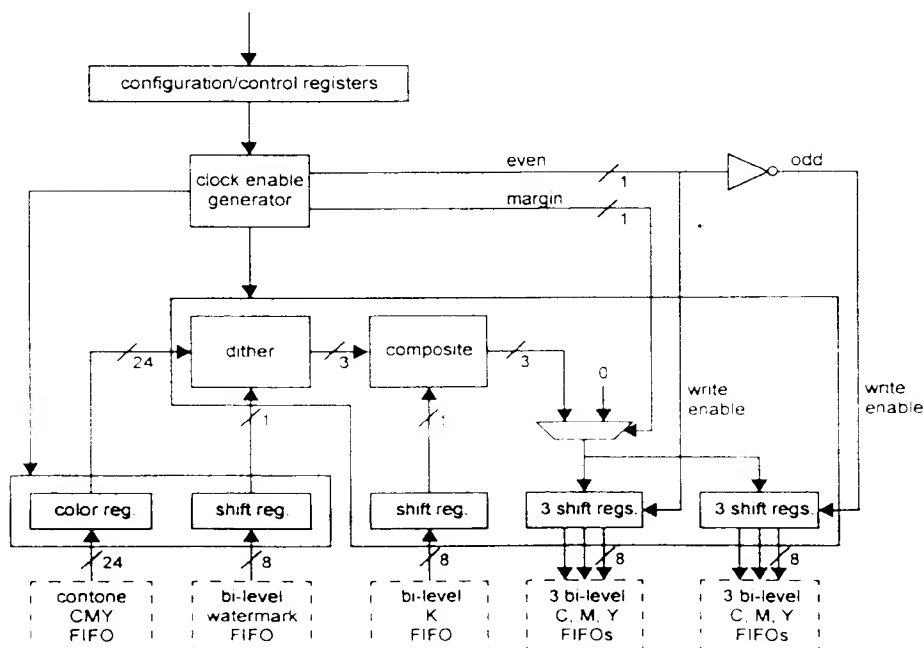 configuration/control registers
even
odd
1
clock enable
generator
margin
1
dither
composite
24
3
3
0
write
enable
write
enable
1
1
color reg.
shift reg.
shift reg.
3 shift regs.
3 shift regs.
24
8
8
8
8
contone
CMY
FIFO
bi-level
watermark
FIFO
bi-level
K
FIFO
3 bi-level
C, M, Y
FIFOs
3 bi-level
C, M, Y
FIFOs